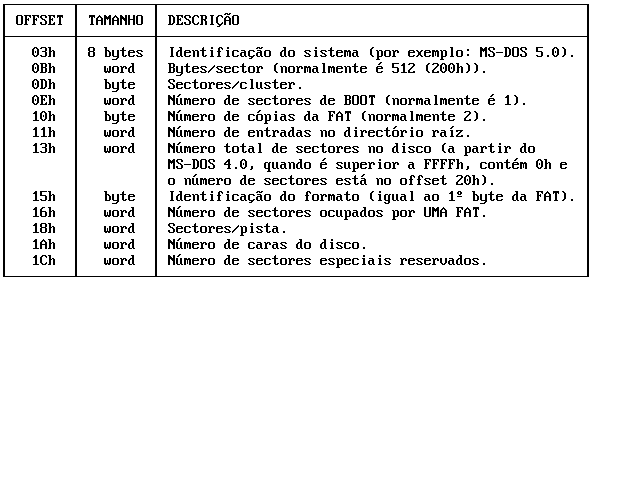 OFFSET TAMANHO DESCRIÇÃO
03h 8 bytes Identificação do sistema (por exemplo: MS-DOS 5.0).
0Bh word Bytes/sector (normalmente é 512 (200h)).
0Dh byte Sectores/cluster.
0Eh word Número de sectores de BOOT (normalmente é 1).
10h byte Número de cópias da FAT (normalmente 2).
11h word Número de entradas no directório raíz.
13h word Número total de sectores no disco (a partir do
MS-DOS 4.0, quando é superior a FFFFh, contém 0h e
o número de sectores está no offset 20h).
15h byte Identificação do formato (igual ao 1º byte da FAT).
16h word Número de sectores ocupados por UMA FAT.
18h word Sectores/pista.
1Ah word Número de caras do disco.
1Ch word Número de sectores especiais reservados.